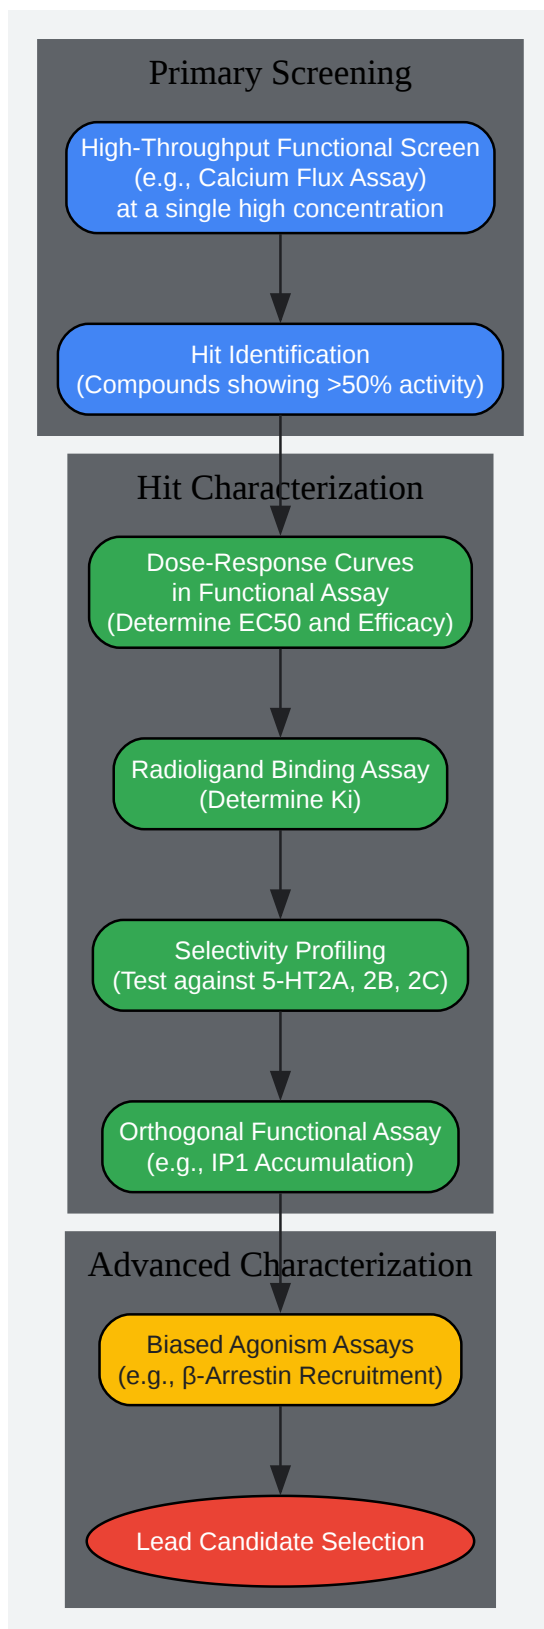 Primary Screening
High-Throughput Functional Screen
(e.g., Calcium Flux Assay)
at a single high concentration
Hit Identification
(Compounds showing >50% activity)
Hit Characterization
Dose-Response Curves
in Functional Assay
(Determine EC50 and Efficacy)
Radioligand Binding Assay
(Determine Ki)
Selectivity Profiling
(Test against 5-HT2A, 2B, 2C)
Orthogonal Functional Assay
(e.g., IP1 Accumulation)
Advanced Characterization
Biased Agonism Assays
(e.g., β-Arrestin Recruitment)
Lead Candidate Selection